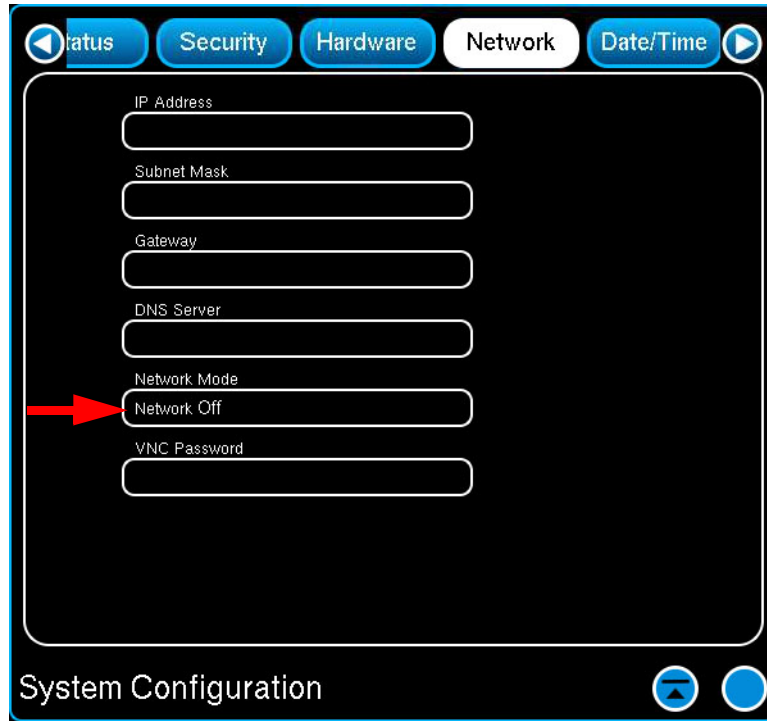 tatus Security Hardware Network Date/Time
IP Address
Subnet Mask
Gateway
DNS Server
Network Mode
Network Off
VNC Password
System Configuration